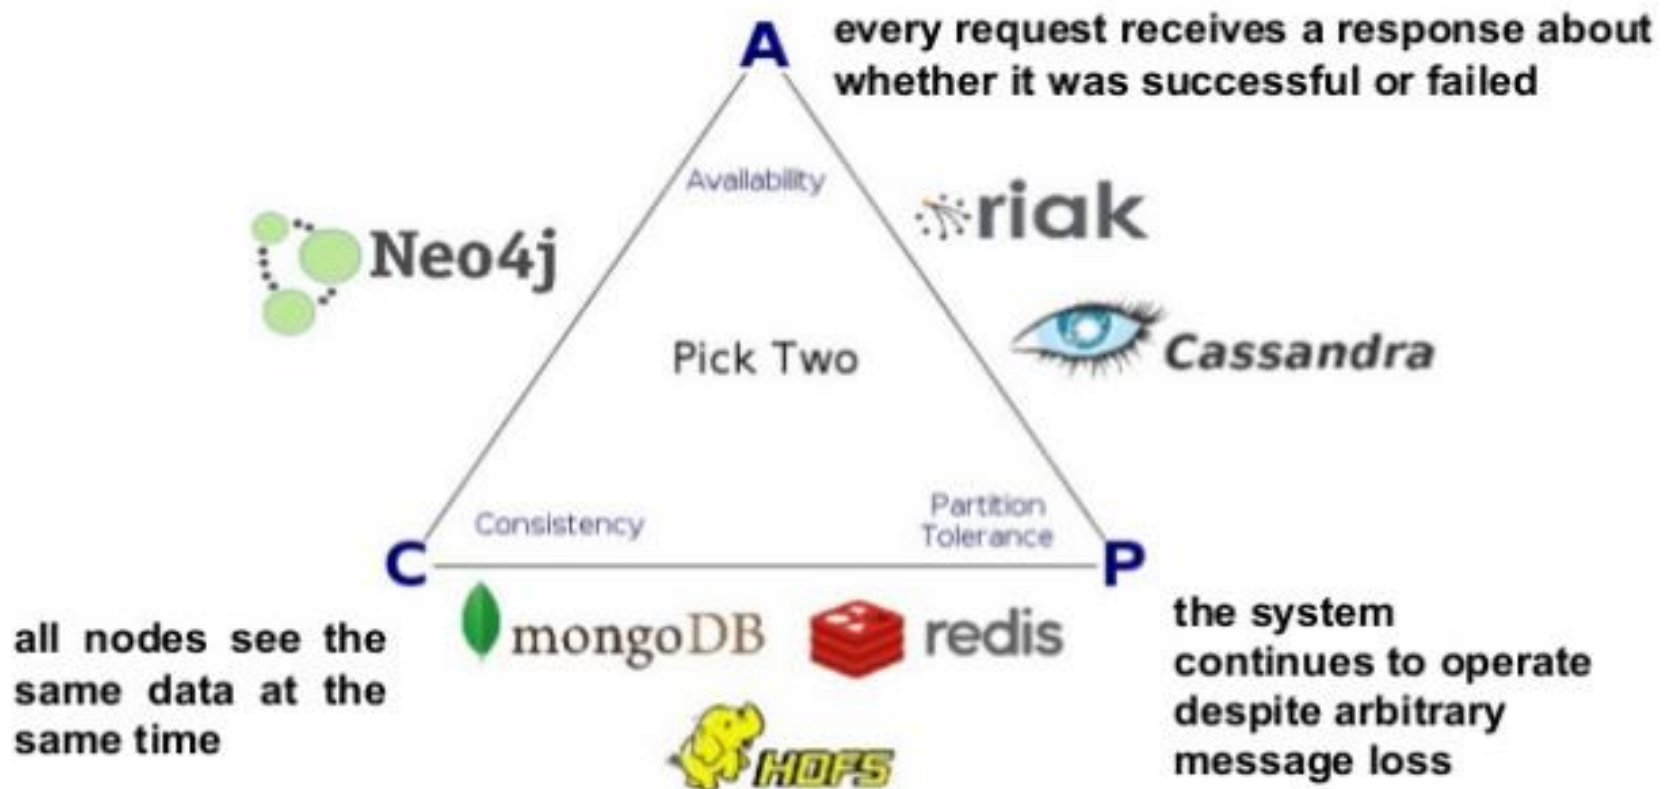 A
every request receives a response about
whether it was successful or failed
Availability
riak
Neo4j
Cassandra
Pick Two
Consistency
Partition
Tolerance
C
P
mongoDB
redis
all nodes see the
same data at the
same time
the system
continues to operate
despite arbitrary
message loss
HDFS